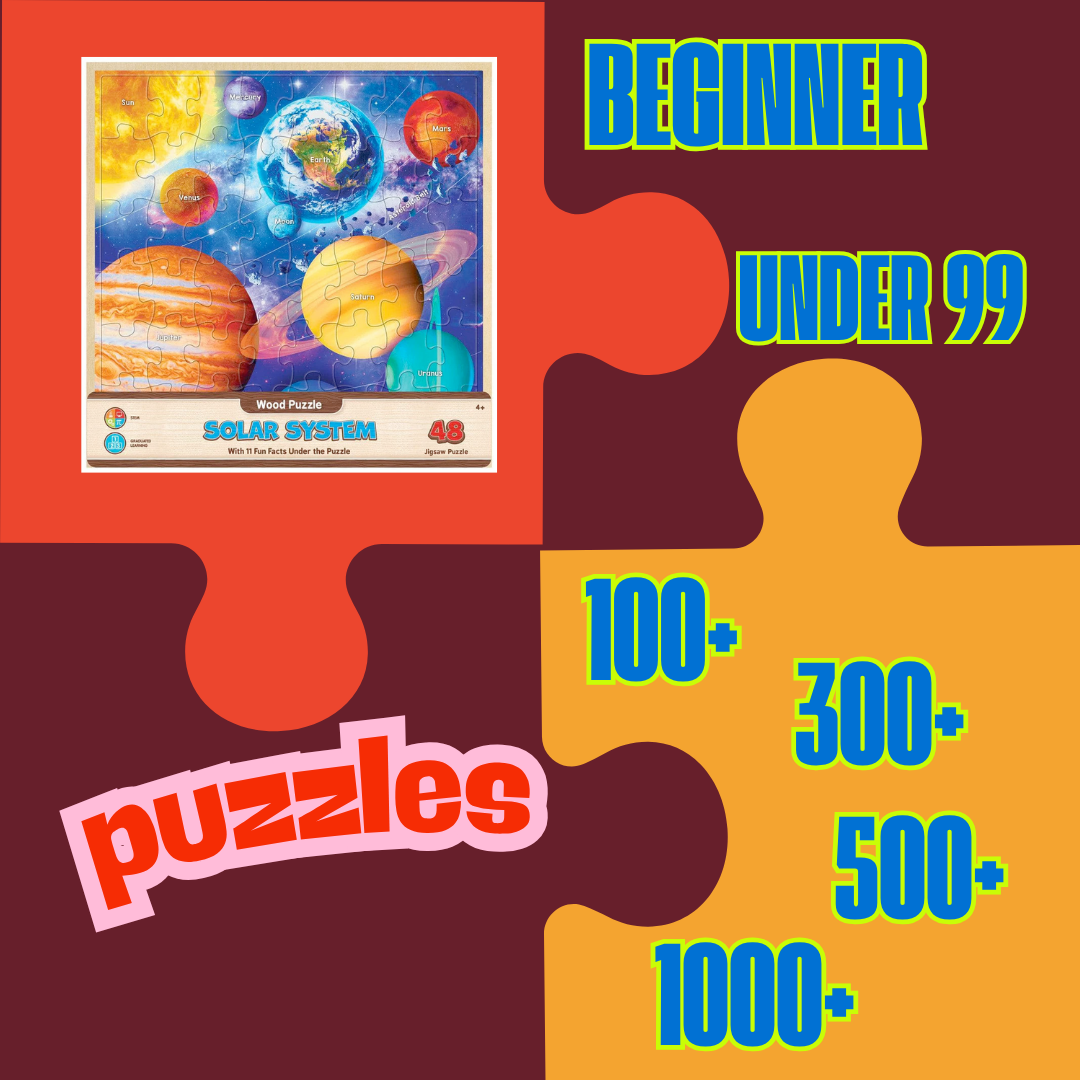 BEGINNER
UNDER 99
Sun
Mercury
Mars
Earth
Venus
Asteroid Belt
Moon
Saturn
Jupiter
Uranus
Wood Puzzle
4+
SOLAR SYSTEM
48
With 11 Fun Facts Under the Puzzle
Jigsaw Puzzle
GRADUATED
LEARNING
100+
300+
puzzles
500+
1000+